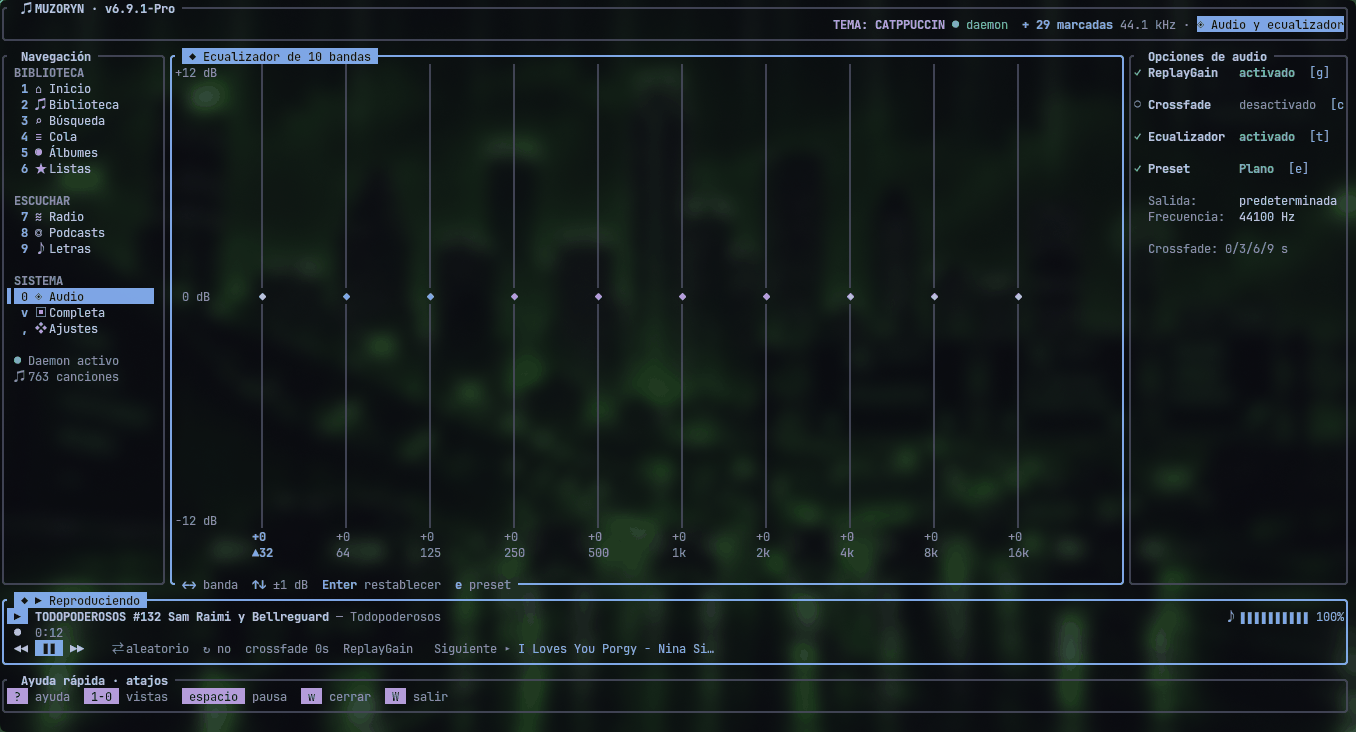 MUZORYN · v6.9.1-Pro
TEMA: CATPPUCCIN ● daemon + 29 marcadas 44.1 kHz · Audio y ecualizador
Navegación
BIBLIOTECA
1 Inicio
2 Biblioteca
3 Búsqueda
4 Cola
5 Álbumes
6 Listas
ESCUCHAR
7 Radio
8 Podcasts
9 Letras
SISTEMA
0 Audio
v Completa
, Ajustes
● Daemon activo
763 canciones
◆ Ecualizador de 10 bandas
+12 dB
0 dB
-12 dB
+0 +0 +0 +0 +0 +0 +0 +0 +0 +0
▲32 64 125 250 500 1k 2k 4k 8k 16k
↔ banda ↑↓ ±1 dB Enter restablecer e preset
Opciones de audio
✓ ReplayGain activado [g]
○ Crossfade desactivado [c
✓ Ecualizador activado [t]
✓ Preset Plano [e]
Salida: predeterminada
Frecuencia: 44100 Hz
Crossfade: 0/3/6/9 s
◆ ▶ Reproduciendo
▶ TODOPODEROSOS #132 Sam Raimi y Bellreguard — Todopoderosos
♪ 100%
● 0:12
aleatorio ↻ no crossfade 0s ReplayGain Siguiente ▸ I Loves You Porgy - Nina Si…
Ayuda rápida · atajos
? ayuda 1-0 vistas espacio pausa w cerrar W salir